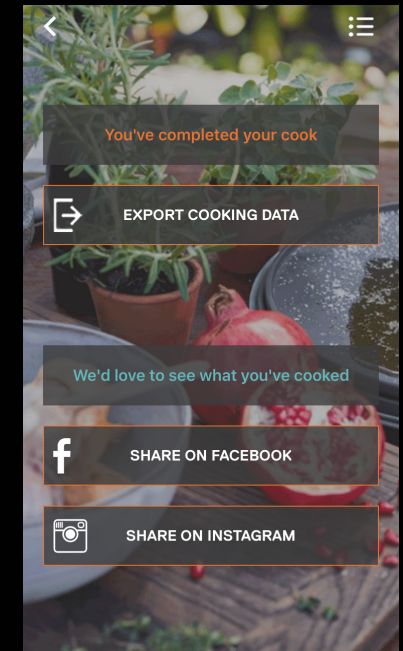 You've completed your cook
EXPORT COOKING DATA
We'd love to see what you've cooked
SHARE ON FACEBOOK
SHARE ON INSTAGRAM